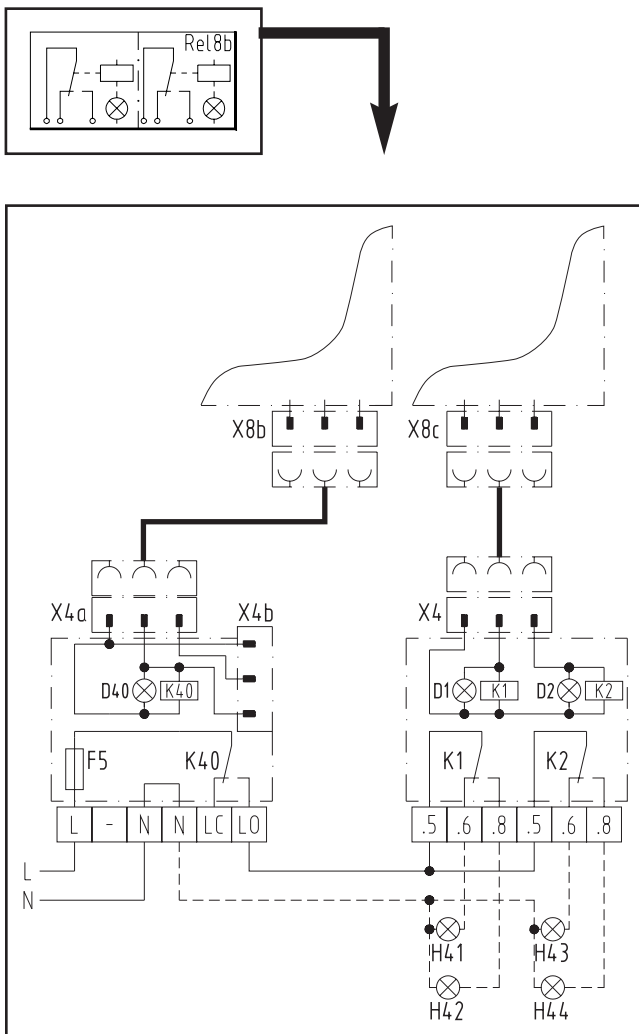 Rel8b
X8b X8c
X4a X4b X4
D40 K40 D1 K1 D2 K2
F5 K40 K1 K2
L - N N LC LO .5 .6 .8 .5 .6 .8
L
N
H41 H43
H42 H44